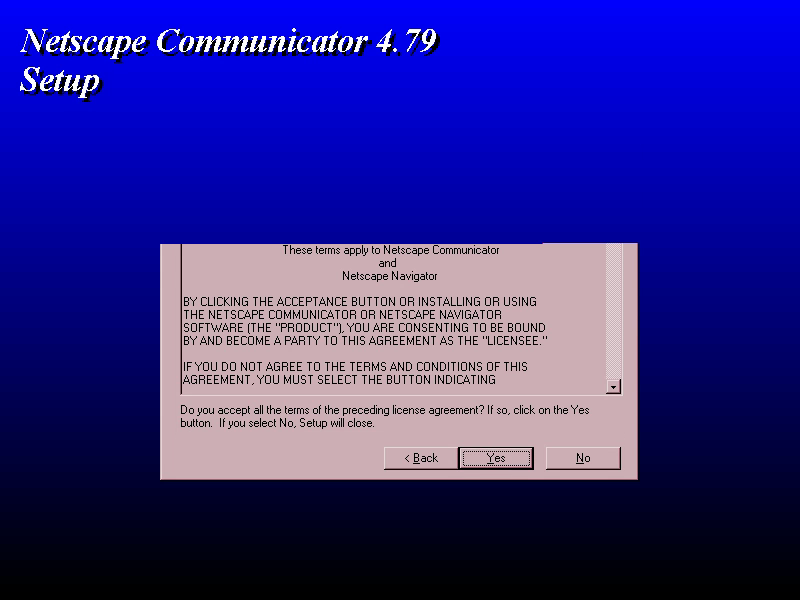 Netscape Communicator 4.79
Setup
These terms apply to Netscape Communicator
and
Netscape Navigator
BY CLICKING THE ACCEPTANCE BUTTON OR INSTALLING OR USING
THE NETSCAPE COMMUNICATOR OR NETSCAPE NAVIGATOR
SOFTWARE (THE "PRODUCT"), YOU ARE CONSENTING TO BE BOUND
BY AND BECOME A PARTY TO THIS AGREEMENT AS THE "LICENSEE."
IF YOU DO NOT AGREE TO THE TERMS AND CONDITIONS OF THIS
AGREEMENT, YOU MUST SELECT THE BUTTON INDICATING
Do you accept all the terms of the preceding license agreement? If so, click on the Yes
button.  If you select No, Setup will close.
< Back
Yes
No